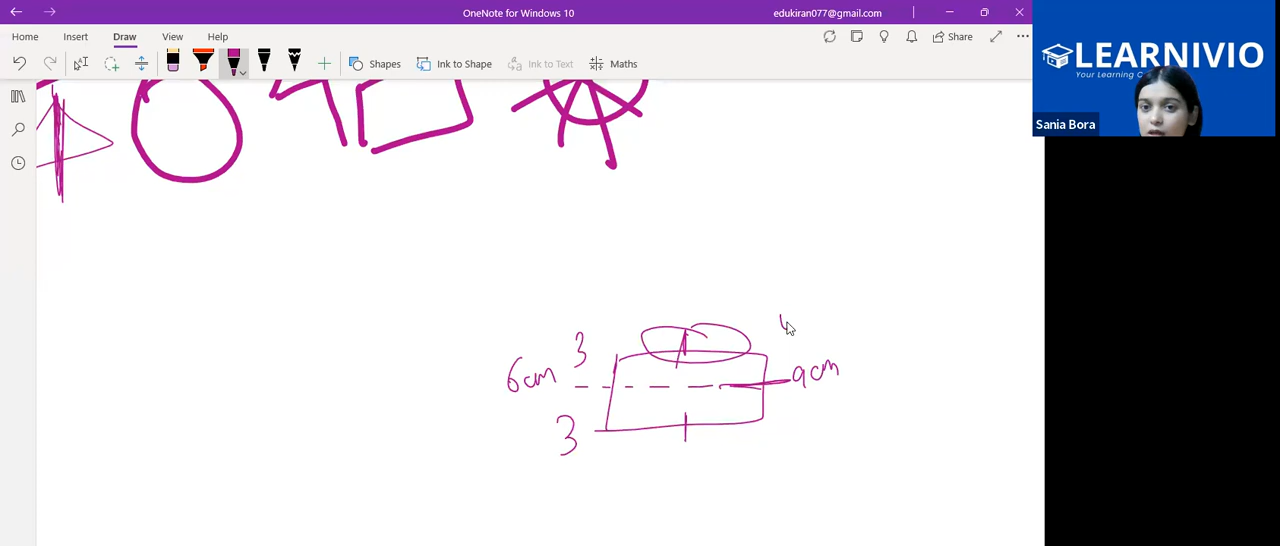 OneNote for Windows 10
edukiran077@gmail.com
Home Insert Draw View Help
Share
Shapes Ink to Shape Ink to Text Maths
LEARNIVIO
Sania Bora
3
6cm
9cm
3